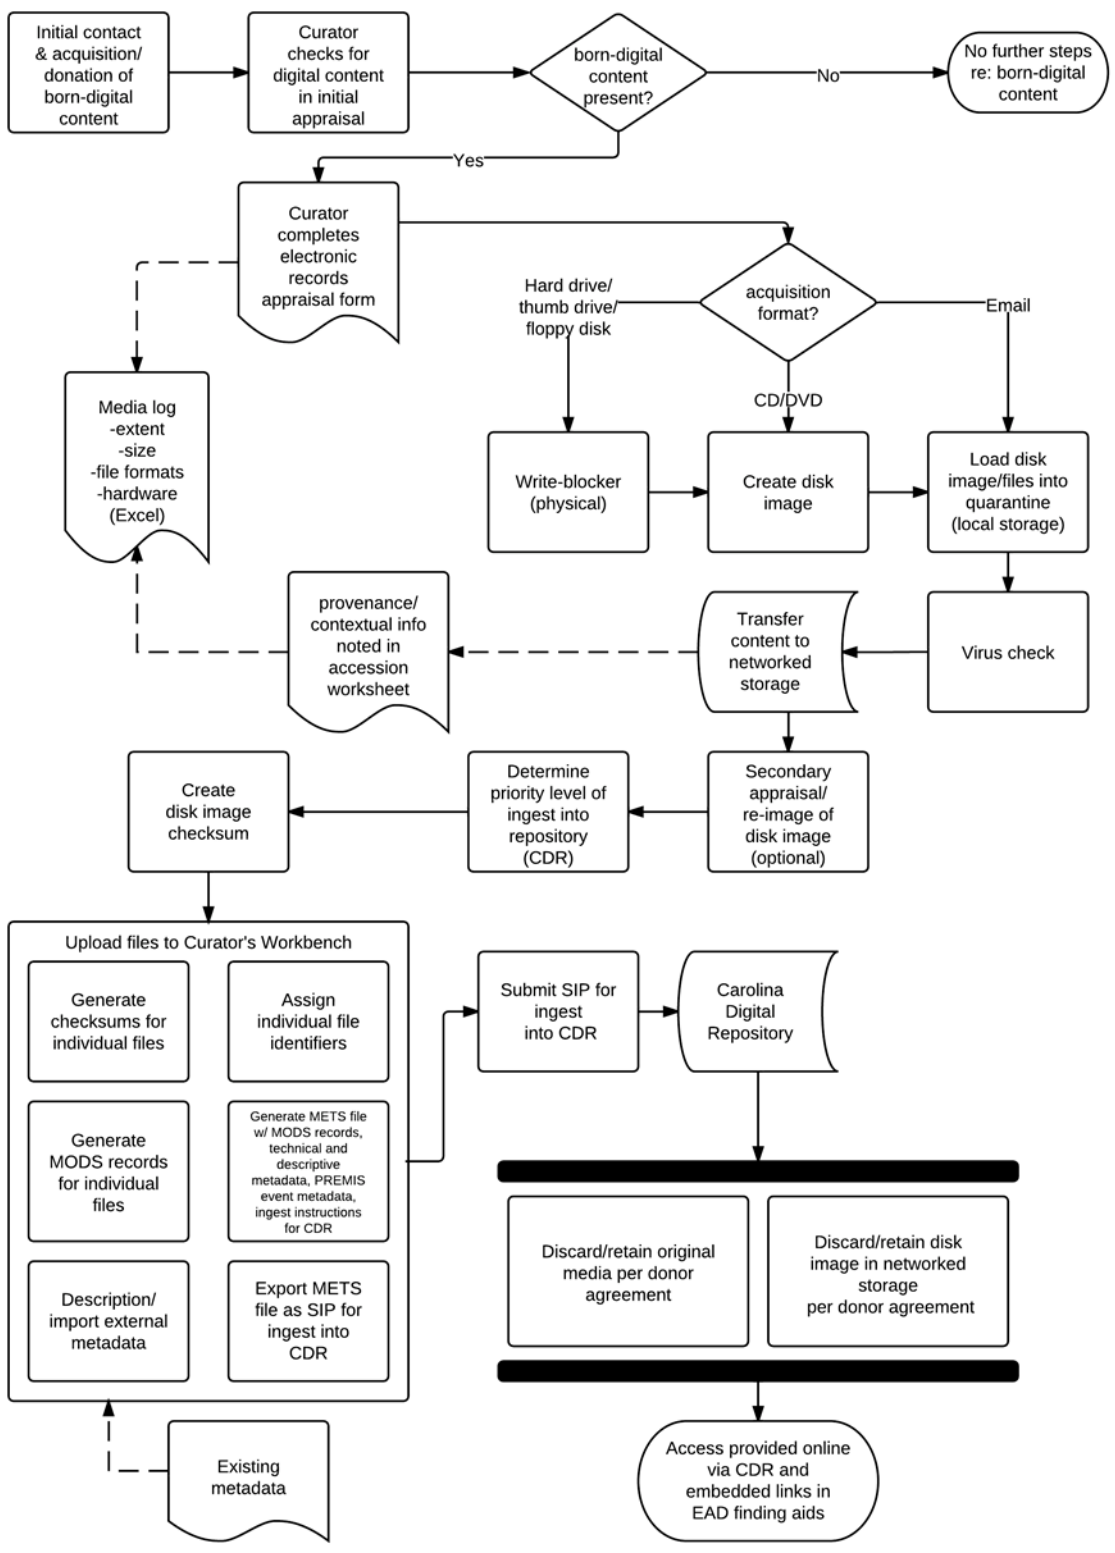 Initial contact
& acquisition/
donation of
born-digital
content
Curator
checks for
digital content
in initial
appraisal
born-digital
content
present?
No
No further steps
re: born-digital
content
Yes
Curator
completes
electronic
records
appraisal form
acquisition
format?
Hard drive/
thumb drive/
floppy disk
Email
CD/DVD
Media log
-extent
-size
-file formats
-hardware
(Excel)
Write-blocker
(physical)
Create disk
image
Load disk
image/files into
quarantine
(local storage)
provenance/
contextual info
noted in
accession
worksheet
Transfer
content to
networked
storage
Virus check
Create
disk image
checksum
Determine
priority level of
ingest into
repository
(CDR)
Secondary
appraisal/
re-image of
disk image
(optional)
Upload files to Curator's Workbench
Generate
checksums for
individual files
Assign
individual file
identifiers
Generate
MODS records
for individual
files
Generate METS file
w/ MODS records,
technical and
descriptive
metadata, PREMIS
event metadata,
ingest instructions
for CDR
Description/
import external
metadata
Export METS
file as SIP for
ingest into
CDR
Submit SIP for
ingest
into CDR
Carolina
Digital
Repository
Discard/retain original
media per donor
agreement
Discard/retain disk
image in networked
storage
per donor agreement
Existing
metadata
Access provided online
via CDR and
embedded links in
EAD finding aids